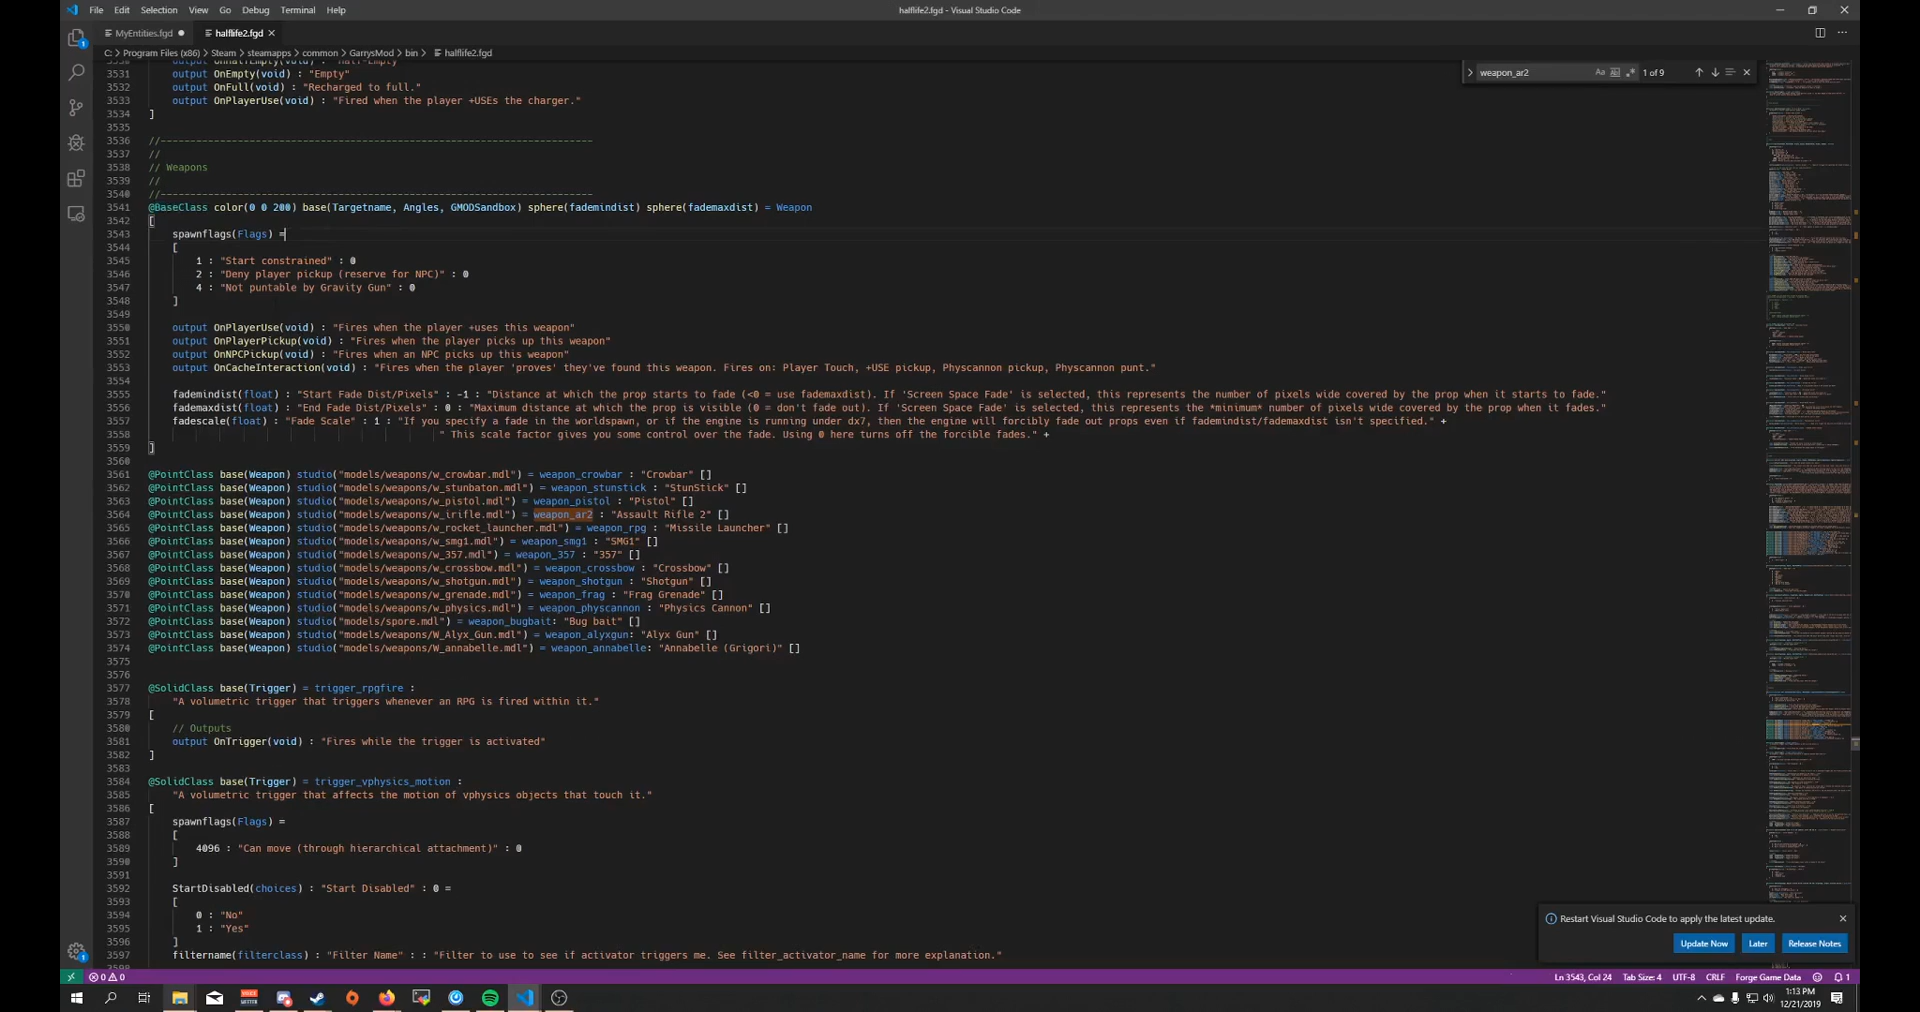 File Edit Selection View Go Debug Terminal Help
halflife2.fgd - Visual Studio Code
MyEntities.fgd halflife2.fgd
C: > Program Files (x86) > Steam > steamapps > common > GarrysMod > bin > halflife2.fgd
weapon_ar2 Aa 1 of 9
3530 output OnHalfEmpty(void) : "Half-Empty"
3531 output OnEmpty(void) : "Empty"
3532 output OnFull(void) : "Recharged to full."
3533 output OnPlayerUse(void) : "Fired when the player +USEs the charger."
3534 ]
3535
3536 //-------------------------------------------------------------------------
3537 //
3538 // Weapons
3539 //
3540 //-------------------------------------------------------------------------
3541 @BaseClass color(0 0 200) base(Targetname, Angles, GMODSandbox) sphere(fademindist) sphere(fademaxdist) = Weapon
3542 [
3543 spawnflags(Flags) =
3544 [
3545 1 : "Start constrained" : 0
3546 2 : "Deny player pickup (reserve for NPC)" : 0
3547 4 : "Not puntable by Gravity Gun" : 0
3548 ]
3549
3550 output OnPlayerUse(void) : "Fires when the player +uses this weapon"
3551 output OnPlayerPickup(void) : "Fires when the player picks up this weapon"
3552 output OnNPCPickup(void) : "Fires when an NPC picks up this weapon"
3553 output OnCacheInteraction(void) : "Fires when the player 'proves' they've found this weapon. Fires on: Player Touch, +USE pickup, Physcannon pickup, Physcannon punt."
3554
3555 fademindist(float) : "Start Fade Dist/Pixels" : -1 : "Distance at which the prop starts to fade (<0 = use fademaxdist). If 'Screen Space Fade' is selected, this represents the number of pixels wide covered by the prop when it starts to fade."
3556 fademaxdist(float) : "End Fade Dist/Pixels" : 0 : "Maximum distance at which the prop is visible (0 = don't fade out). If 'Screen Space Fade' is selected, this represents the *minimum* number of pixels wide covered by the prop when it fades."
3557 fadescale(float) : "Fade Scale" : 1 : "If you specify a fade in the worldspawn, or if the engine is running under dx7, then the engine will forcibly fade out props even if fademindist/fademaxdist isn't specified." +
3558 " This scale factor gives you some control over the fade. Using 0 here turns off the forcible fades." +
3559 ]
3560
3561 @PointClass base(Weapon) studio("models/weapons/w_crowbar.mdl") = weapon_crowbar : "Crowbar" []
3562 @PointClass base(Weapon) studio("models/weapons/w_stunbaton.mdl") = weapon_stunstick : "StunStick" []
3563 @PointClass base(Weapon) studio("models/weapons/w_pistol.mdl") = weapon_pistol : "Pistol" []
3564 @PointClass base(Weapon) studio("models/weapons/w_irifle.mdl") = weapon_ar2 : "Assault Rifle 2" []
3565 @PointClass base(Weapon) studio("models/weapons/w_rocket_launcher.mdl") = weapon_rpg : "Missile Launcher" []
3566 @PointClass base(Weapon) studio("models/weapons/w_smg1.mdl") = weapon_smg1 : "SMG1" []
3567 @PointClass base(Weapon) studio("models/weapons/w_357.mdl") = weapon_357 : "357" []
3568 @PointClass base(Weapon) studio("models/weapons/w_crossbow.mdl") = weapon_crossbow : "Crossbow" []
3569 @PointClass base(Weapon) studio("models/weapons/w_shotgun.mdl") = weapon_shotgun : "Shotgun" []
3570 @PointClass base(Weapon) studio("models/weapons/w_grenade.mdl") = weapon_frag : "Frag Grenade" []
3571 @PointClass base(Weapon) studio("models/weapons/w_physics.mdl") = weapon_physcannon : "Physics Cannon" []
3572 @PointClass base(Weapon) studio("models/spore.mdl") = weapon_bugbait: "Bug bait" []
3573 @PointClass base(Weapon) studio("models/weapons/W_Alyx_Gun.mdl") = weapon_alyxgun: "Alyx Gun" []
3574 @PointClass base(Weapon) studio("models/weapons/W_annabelle.mdl") = weapon_annabelle: "Annabelle (Grigori)" []
3575
3576
3577 @SolidClass base(Trigger) = trigger_rpgfire :
3578 "A volumetric trigger that triggers whenever an RPG is fired within it."
3579 [
3580 // Outputs
3581 output OnTrigger(void) : "Fires while the trigger is activated"
3582 ]
3583
3584 @SolidClass base(Trigger) = trigger_vphysics_motion :
3585 "A volumetric trigger that affects the motion of vphysics objects that touch it."
3586 [
3587 spawnflags(Flags) =
3588 [
3589 4096 : "Can move (through hierarchical attachment)" : 0
3590 ]
3591
3592 StartDisabled(choices) : "Start Disabled" : 0 =
3593 [
3594 0 : "No"
3595 1 : "Yes"
3596 ]
3597 filtername(filterclass) : "Filter Name" : : "Filter to use to see if activator triggers me. See filter_activator_name for more explanation."
3598
Restart Visual Studio Code to apply the latest update.
Update Now Later Release Notes
0 0 Ln 3543, Col 24 Tab Size: 4 UTF-8 CRLF Forge Game Data 1
1:13 PM
12/21/2019